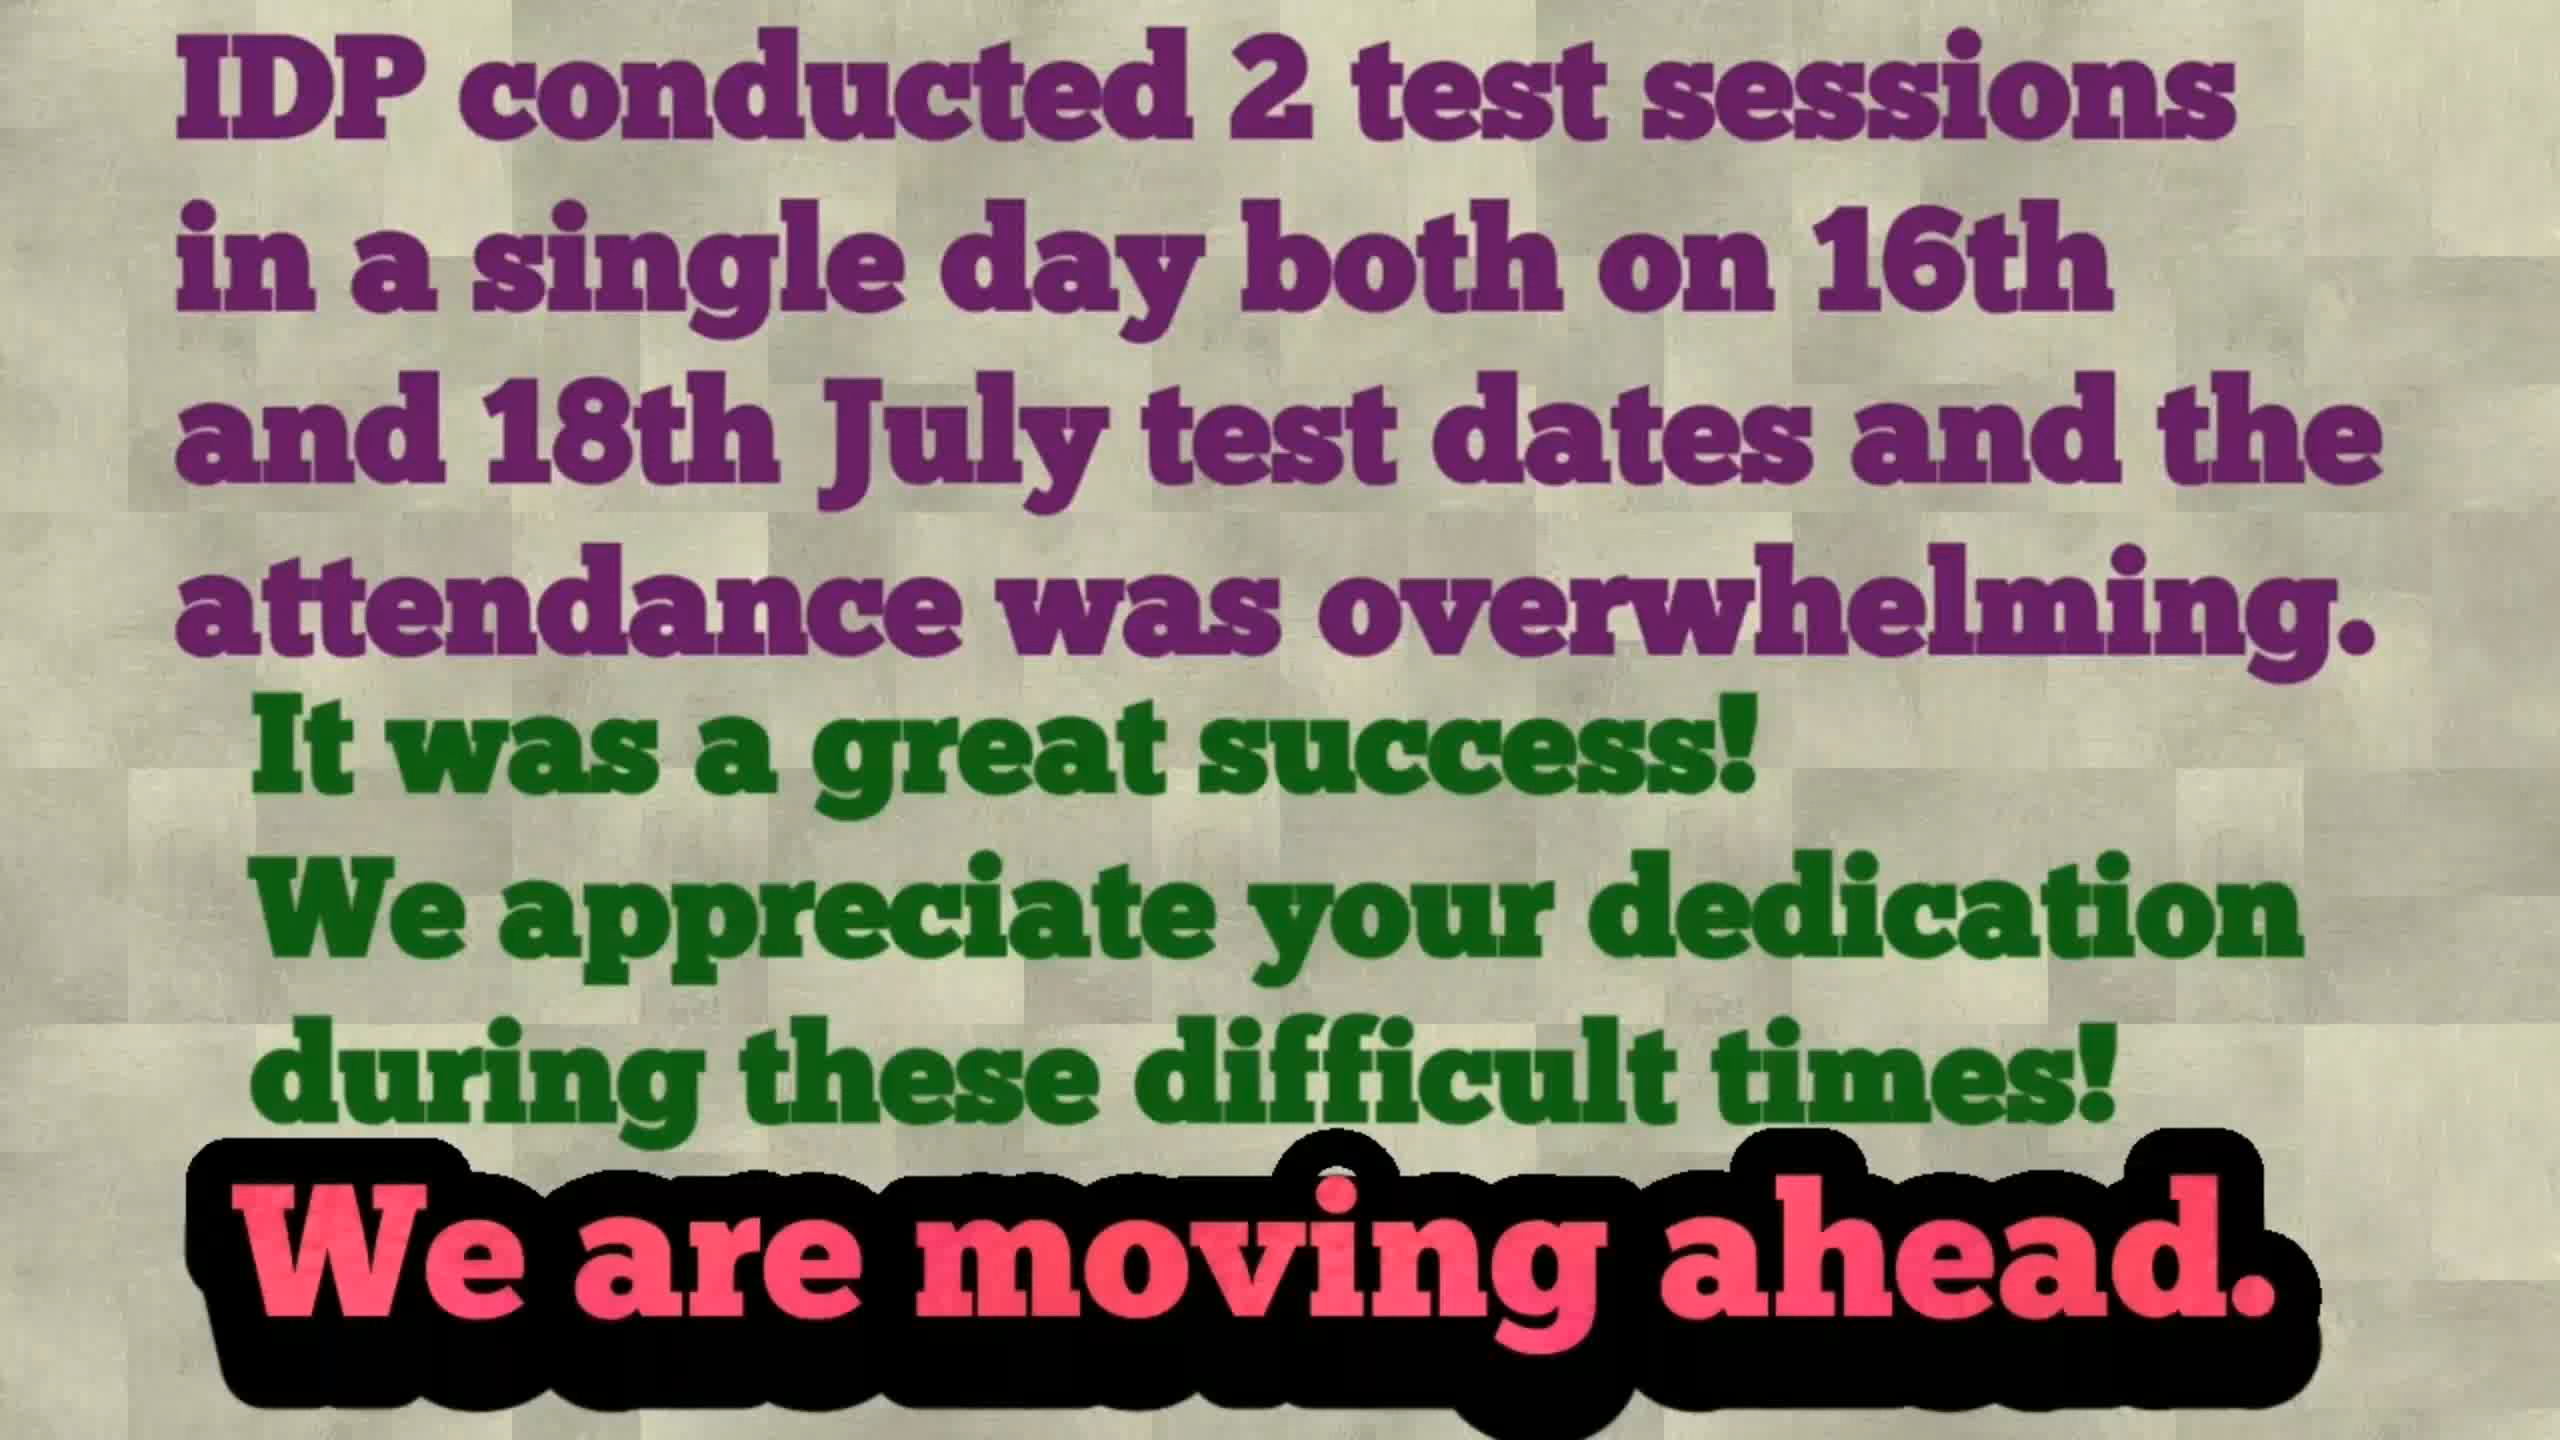 IDP conducted 2 test sessions
in a single day both on 16th
and 18th July test dates and the
attendance was overwhelming.
It was a great success!
We appreciate your dedication
during these difficult times!
We are moving ahead.